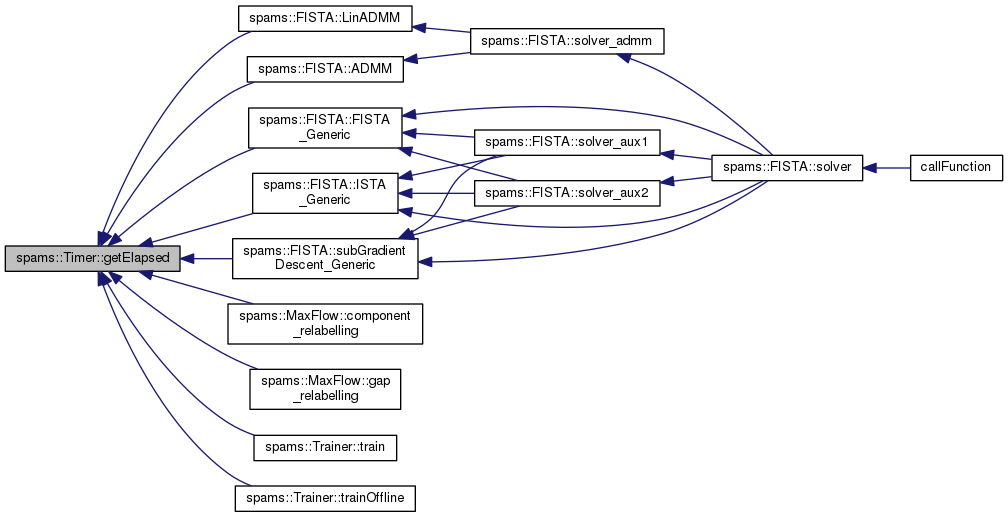 spams::FISTA::LinADMM
spams::FISTA::solver_admm
spams::FISTA::ADMM
spams::FISTA::FISTA
_Generic
spams::FISTA::solver_aux1
spams::FISTA::solver
callFunction
spams::FISTA::ISTA
_Generic
spams::FISTA::solver_aux2
spams::Timer::getElapsed
spams::FISTA::subGradient
Descent_Generic
spams::MaxFlow::component
_relabelling
spams::MaxFlow::gap
_relabelling
spams::Trainer::train
spams::Trainer::trainOffline